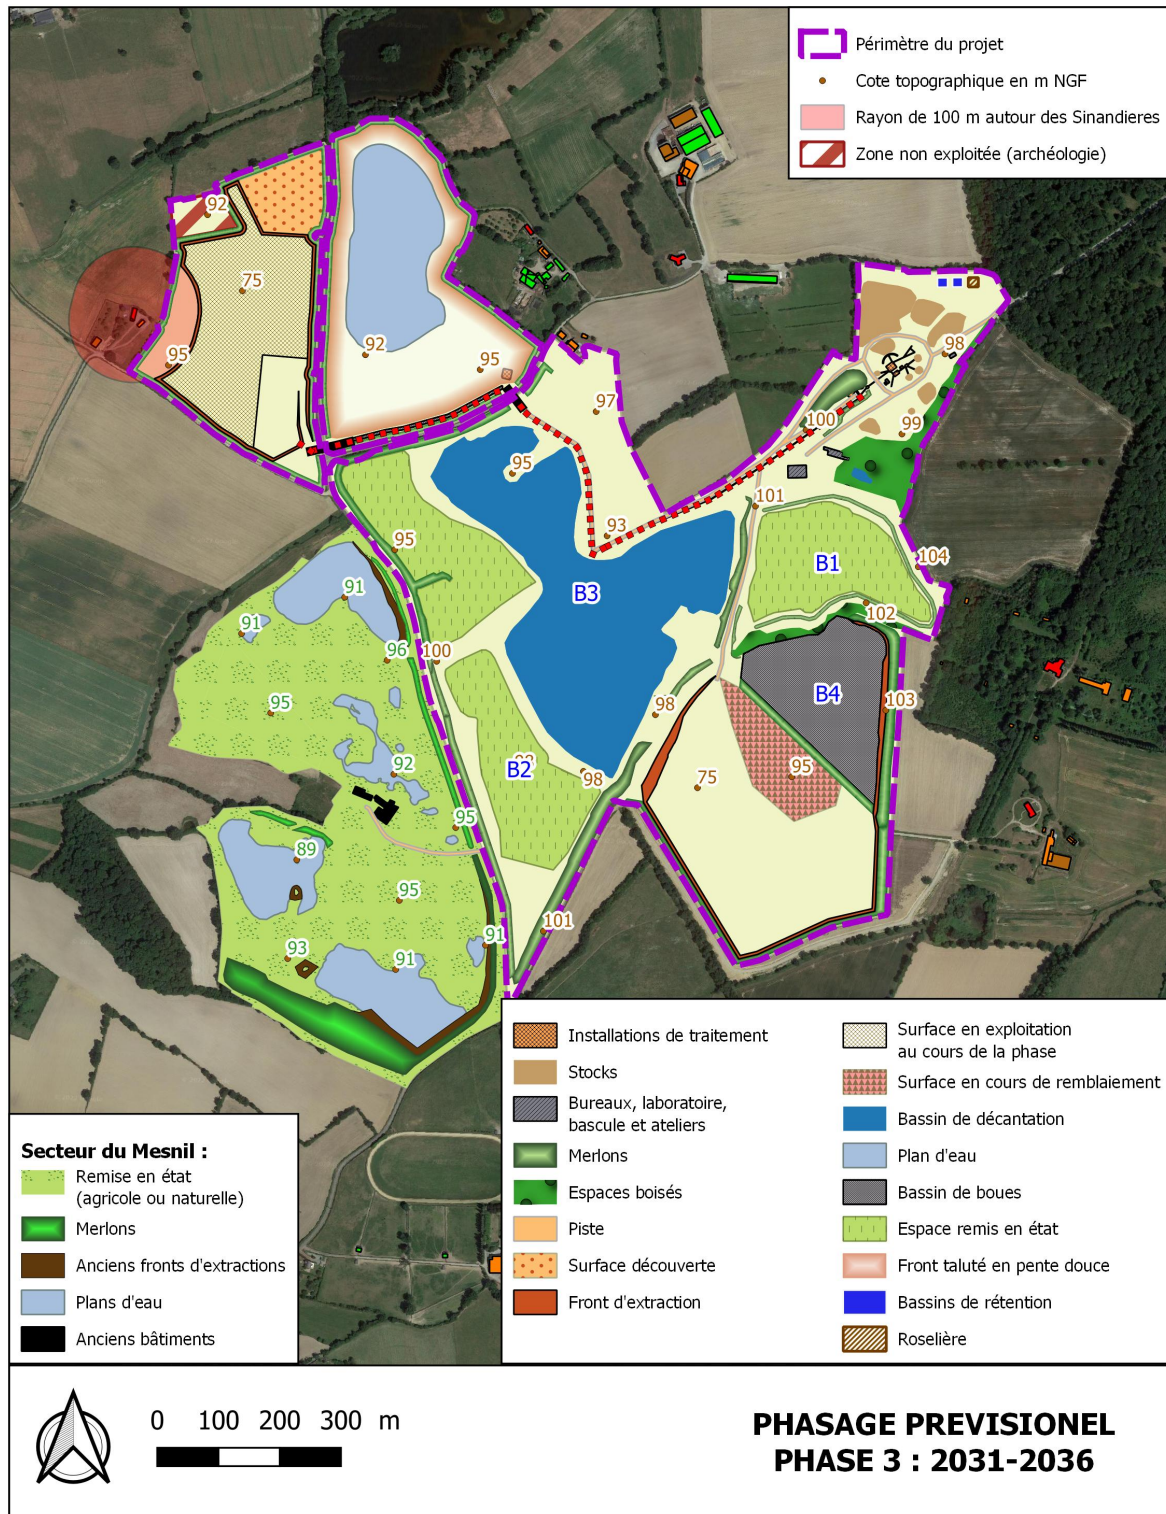 Périmètre du projet
Cote topographique en m NGF
Rayon de 100 m autour des Sinandieres
Zone non exploitée (archéologie)
92
75
95
92
95
97
98
100
99
95
101
93
95
104
B1
B3
91
91
102
96
100
B4
95
98
103
92
B2
98
75
95
95
89
95
101
91
93
91
Installations de traitement
Stocks
Bureaux, laboratoire,
bascule et ateliers
Merlons
Espaces boisés
Piste
Surface découverte
Front d'extraction
Surface en exploitation
au cours de la phase
Surface en cours de remblaiement
Bassin de décantation
Plan d'eau
Bassin de boues
Espace remis en état
Front taluté en pente douce
Bassins de rétention
Roselière
Secteur du Mesnil :
Remise en état
(agricole ou naturelle)
Merlons
Anciens fronts d'extractions
Plans d'eau
Anciens bâtiments
0 100 200 300 m
PHASAGE PREVISIONEL
PHASE 3 : 2031-2036